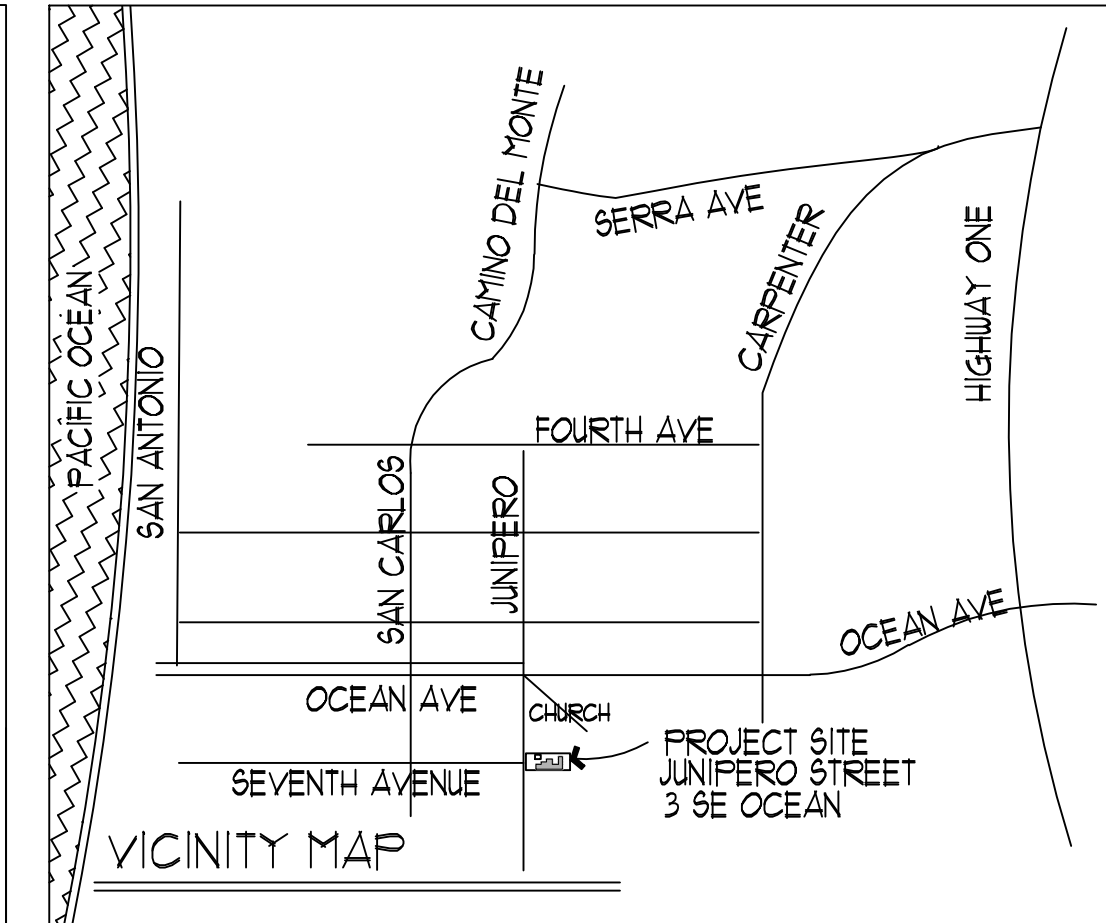 CAMINO DEL MONTE
SERRA AVE
CARPENTER
HIGHWAY ONE
PACIFIC OCEAN
SAN ANTONIO
FOURTH AVE
SAN CARLOS
JUNIPERO
OCEAN AVE
OCEAN AVE
CHURCH
PROJECT SITE
JUNIPERO STREET
3 SE OCEAN
SEVENTH AVENUE
VICINITY MAP